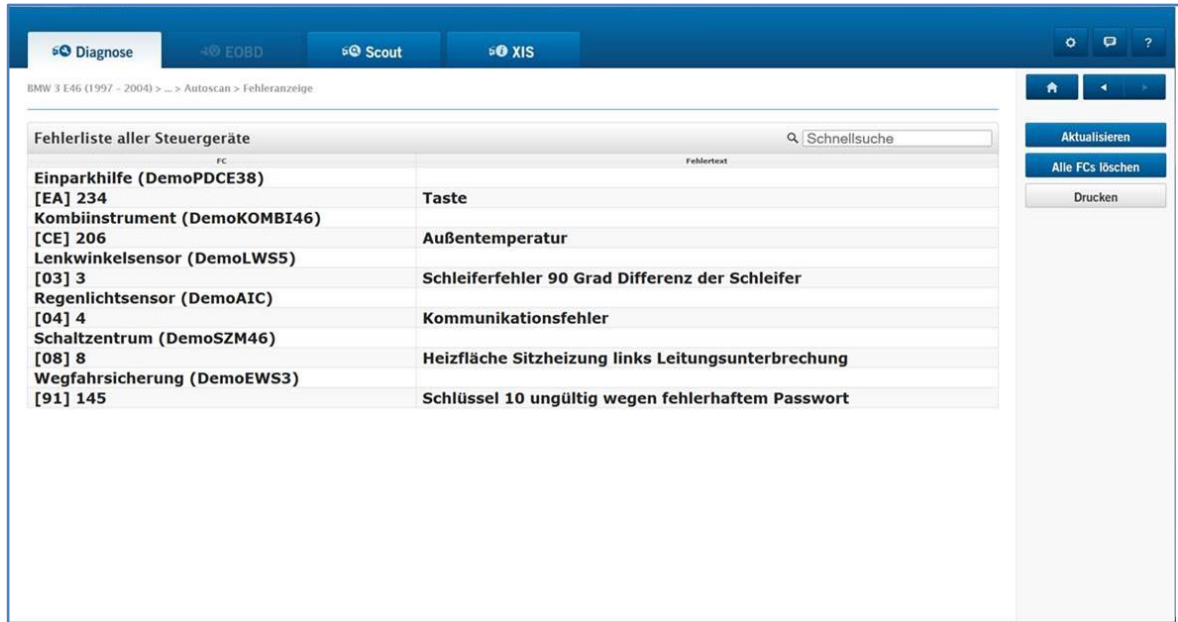 Diagnose
EOBD
Scout
XIS
?
BMW 3 E46 (1997 - 2004) > ... > Autoscan > Fehleranzeige
Fehlerliste aller Steuergeräte Schnellsuche
FC Fehlertext
Einparkhilfe (DemoPDCE38)
[EA] 234 Taste
Kombiinstrument (DemoKOMBI46)
[CE] 206 Außentemperatur
Lenkwinkelsensor (DemoLWS5)
[03] 3 Schleiferfehler 90 Grad Differenz der Schleifer
Regenlichtsensor (DemoAIC)
[04] 4 Kommunikationsfehler
Schaltzentrum (DemoSZM46)
[08] 8 Heizfläche Sitzheizung links Leitungsunterbrechung
Wegfahrsicherung (DemoEWS3)
[91] 145 Schlüssel 10 ungültig wegen fehlerhaftem Passwort
Aktualisieren
Alle FCs löschen
Drucken